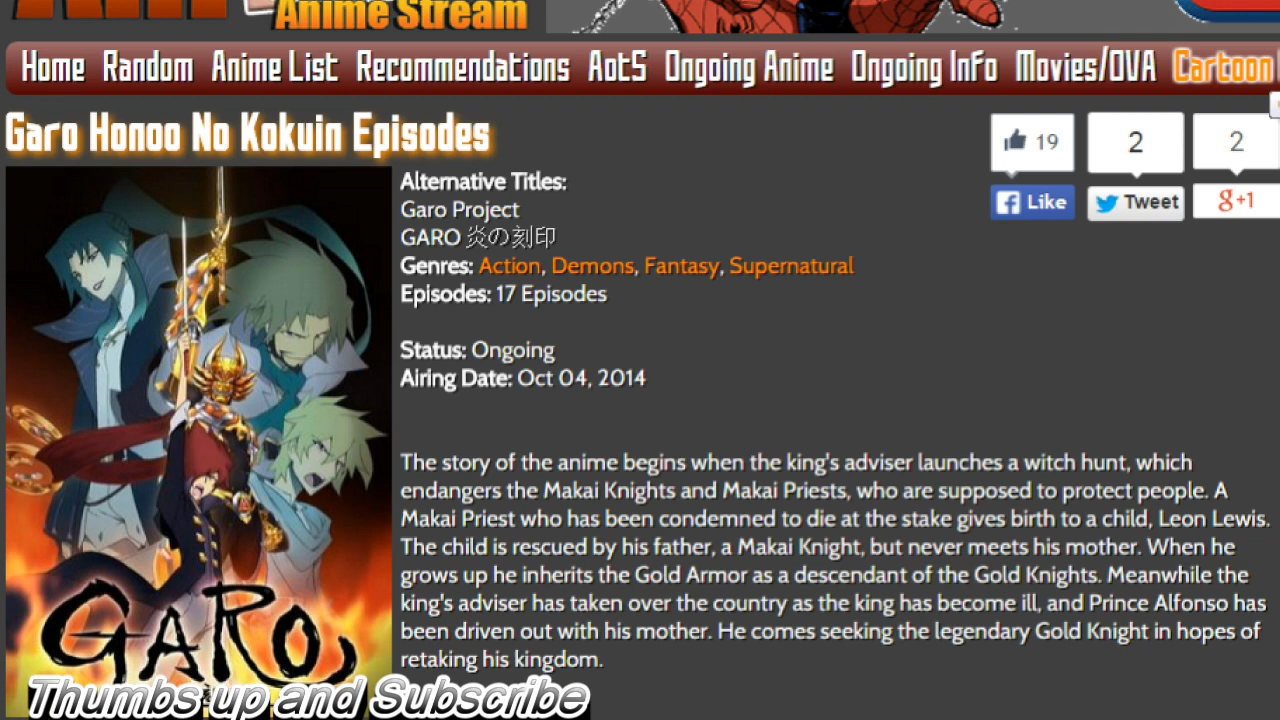 Anime Stream
Home Random Anime List Recommendations AotS Ongoing Anime Ongoing Info Movies/OVA Cartoon
Garo Honoo No Kokuin Episodes
19 2 2
Like Tweet g+1
Alternative Titles:
Garo Project
GARO 炎の刻印
Genres: Action, Demons, Fantasy, Supernatural
Episodes: 17 Episodes
Status: Ongoing
Airing Date: Oct 04, 2014
The story of the anime begins when the king's adviser launches a witch hunt, which
endangers the Makai Knights and Makai Priests, who are supposed to protect people. A
Makai Priest who has been condemned to die at the stake gives birth to a child, Leon Lewis.
The child is rescued by his father, a Makai Knight, but never meets his mother. When he
grows up he inherits the Gold Armor as a descendant of the Gold Knights. Meanwhile the
king's adviser has taken over the country as the king has become ill, and Prince Alfonso has
been driven out with his mother. He comes seeking the legendary Gold Knight in hopes of
retaking his kingdom.
GARO
Thumbs up and Subscribe